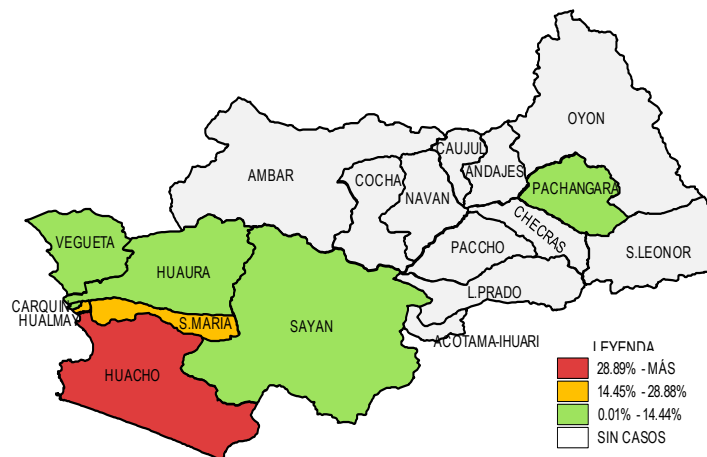 OYON
CAUJUL
AMBAR
COCHA
ANDAJES
NAVAN
PACHANGARA
CHECRAS
VEGUETA
PACCHO
S.LEONOR
HUAURA
L.PRADO
CARQUIN
HUALMAY
S.MARIA
SAYAN
ACOTAMA-IHUARI
HUACHO
LEYENDA
28.89% - MÁS
14.45% - 28.88%
0.01% - 14.44%
SIN CASOS